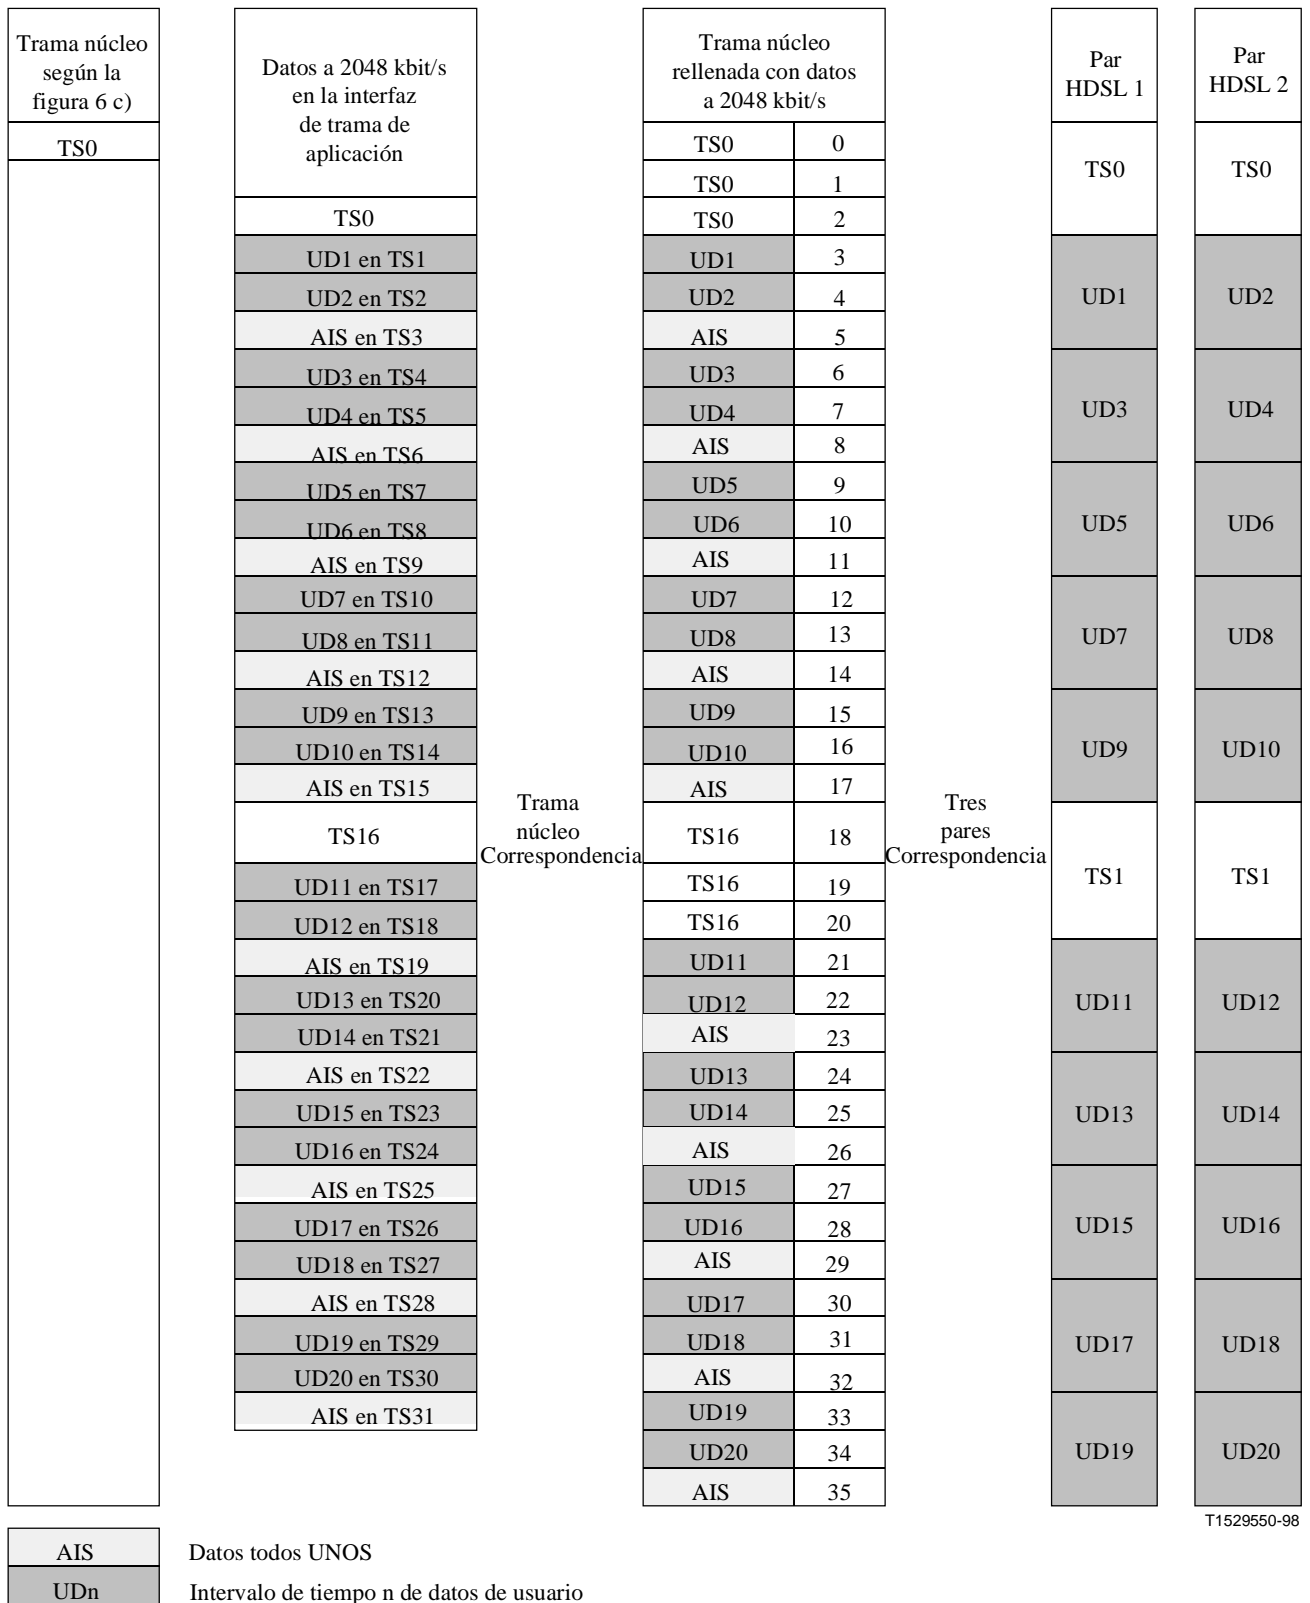 Trama núcleo
según la
figura 6 c)
TS0
Datos a 2048 kbit/s
en la interfaz
de trama de
aplicación
TS0
UD1 en TS1
UD2 en TS2
AIS en TS3
UD3 en TS4
UD4 en TS5
AIS en TS6
UD5 en TS7
UD6 en TS8
AIS en TS9
UD7 en TS10
UD8 en TS11
AIS en TS12
UD9 en TS13
UD10 en TS14
AIS en TS15
TS16
UD11 en TS17
UD12 en TS18
AIS en TS19
UD13 en TS20
UD14 en TS21
AIS en TS22
UD15 en TS23
UD16 en TS24
AIS en TS25
UD17 en TS26
UD18 en TS27
AIS en TS28
UD19 en TS29
UD20 en TS30
AIS en TS31
Trama
núcleo
Correspondencia
Trama núcleo
rellenada con datos
a 2048 kbit/s
TS0 0
TS0 1
TS0 2
UD1 3
UD2 4
AIS 5
UD3 6
UD4 7
AIS 8
UD5 9
UD6 10
AIS 11
UD7 12
UD8 13
AIS 14
UD9 15
UD10 16
AIS 17
TS16 18
TS16 19
TS16 20
UD11 21
UD12 22
AIS 23
UD13 24
UD14 25
AIS 26
UD15 27
UD16 28
AIS 29
UD17 30
UD18 31
AIS 32
UD19 33
UD20 34
AIS 35
Tres
pares
Correspondencia
Par
HDSL 1
TS0
UD1
UD3
UD5
UD7
UD9
TS1
UD11
UD13
UD15
UD17
UD19
Par
HDSL 2
TS0
UD2
UD4
UD6
UD8
UD10
TS1
UD12
UD14
UD16
UD18
UD20
T1529550-98
AIS Datos todos UNOS
UDn Intervalo de tiempo n de datos de usuario